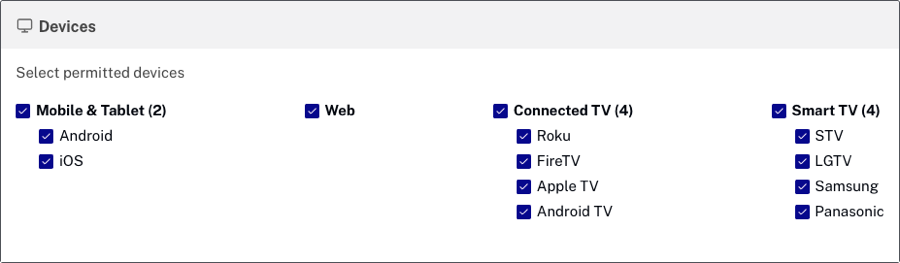 Devices
Select permitted devices
Mobile & Tablet (2)
Android
iOS
Web
Connected TV (4)
Roku
FireTV
Apple TV
Android TV
Smart TV (4)
STV
LGTV
Samsung
Panasonic